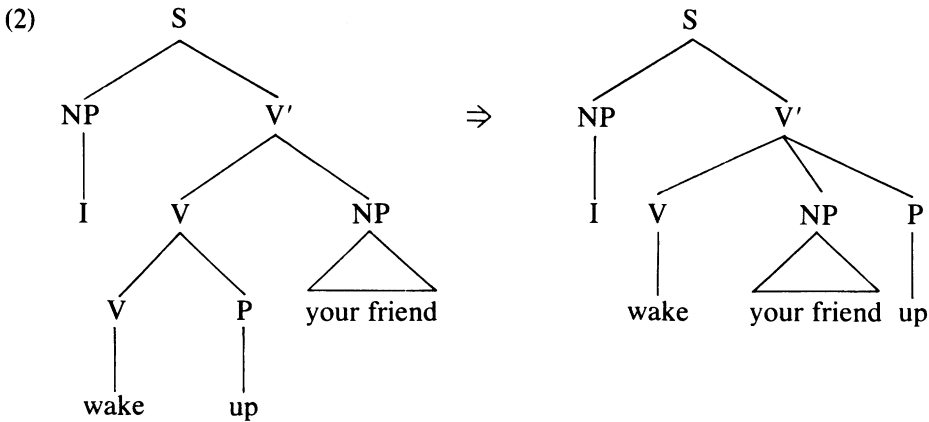 (2) S ⇒ S
NP V′ NP V′
I V NP I V NP P
V P your friend wake your friend up
wake up